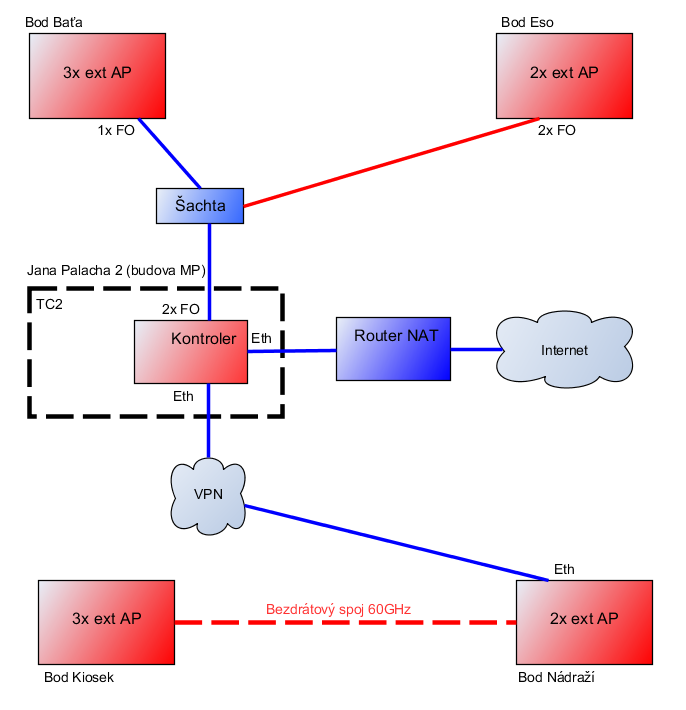 Bod Baťa
Bod Eso
3x ext AP
2x ext AP
1x FO
2x FO
Šachta
Jana Palacha 2 (budova MP)
TC2
2x FO
Kontroler
Eth
Router NAT
Internet
Eth
VPN
Eth
3x ext AP
Bezdrátový spoj 60GHz
2x ext AP
Bod Kiosek
Bod Nádraží